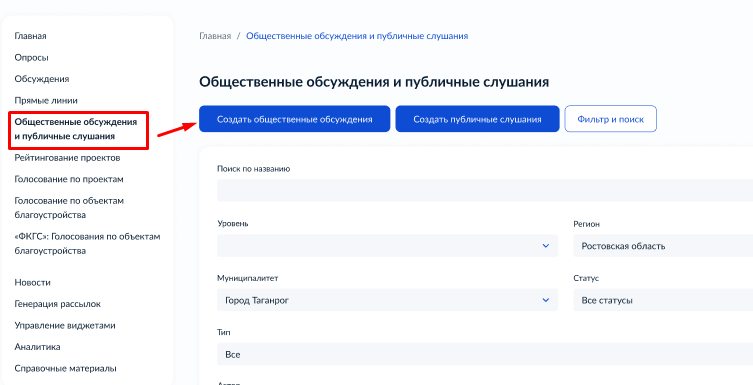 Главная
Опросы
Обсуждения
Прямые линии
Общественные обсуждения
и публичные слушания
Рейтингование проектов
Голосование по проектам
Голосование по объектам
благоустройства
«ФКГС»: Голосования по объектам
благоустройства
Новости
Генерация рассылок
Управление виджетами
Аналитика
Справочные материалы
Главная / Общественные обсуждения и публичные слушания
Общественные обсуждения и публичные слушания
Создать общественные обсуждения
Создать публичные слушания
Фильтр и поиск
Поиск по названию
Уровень
Регион
Ростовская область
Муниципалитет
Город Таганрог
Статус
Все статусы
Тип
Все